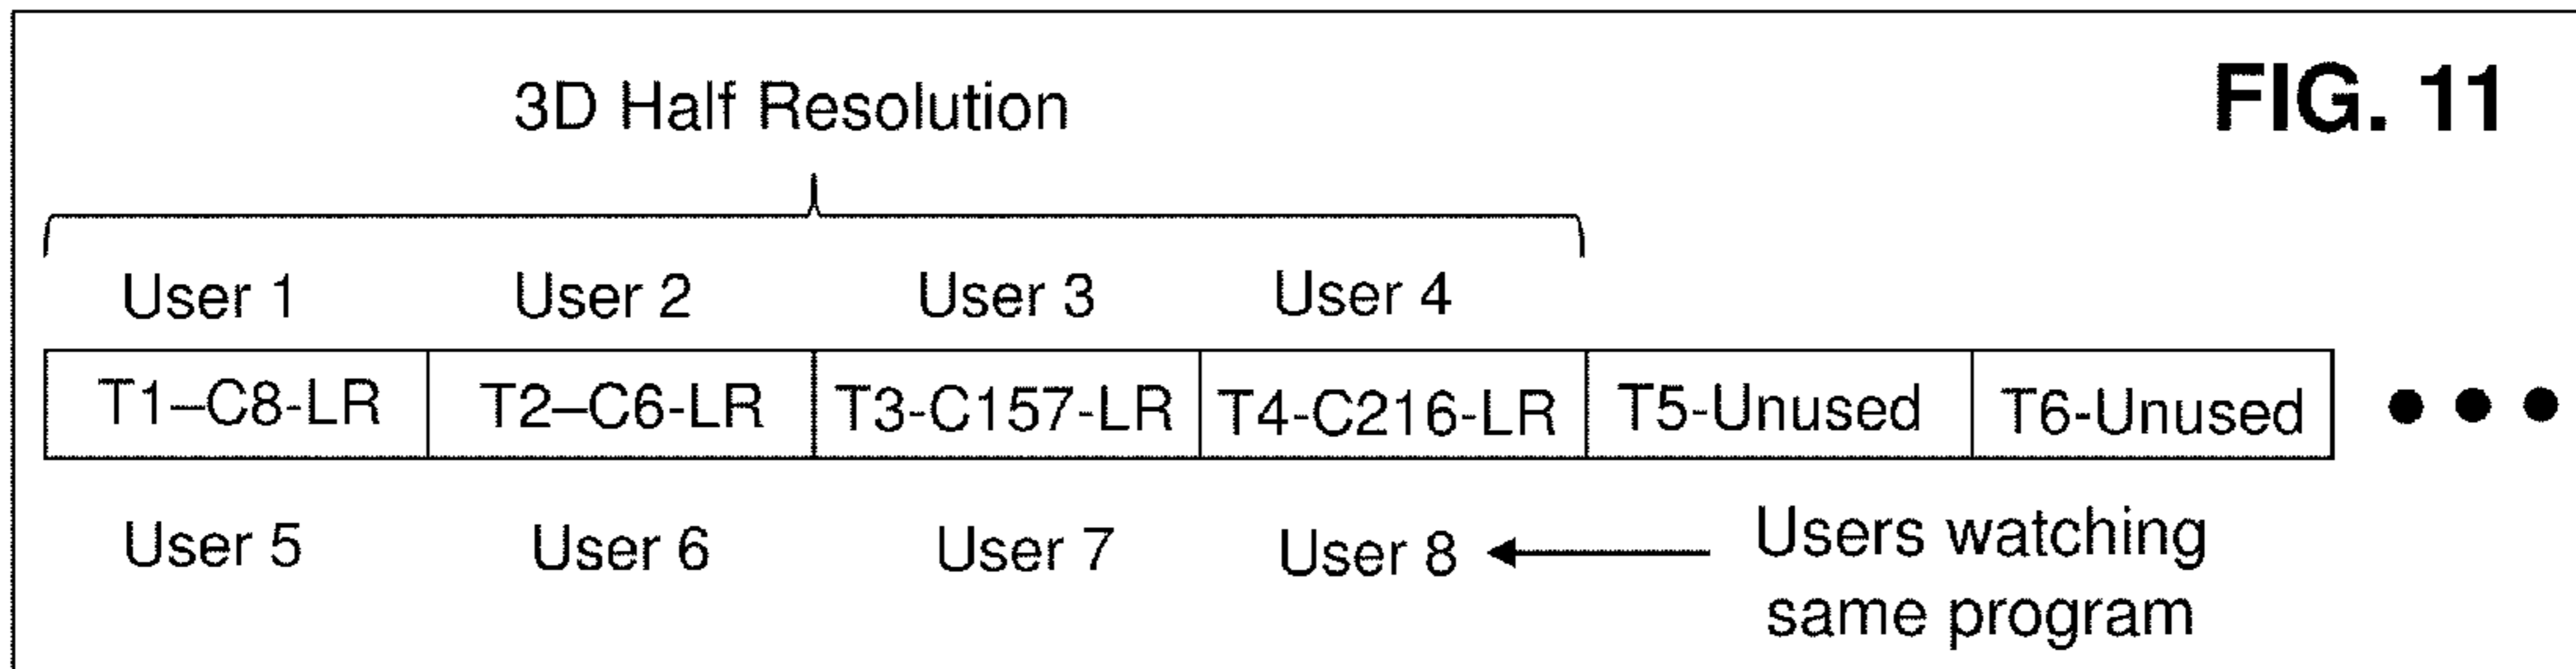 FIG. 11
3D Half Resolution
User 1 User 2 User 3 User 4
T1–C8-LR T2–C6-LR T3-C157-LR T4-C216-LR T5-Unused T6-Unused
User 5 User 6 User 7 User 8 Users watching
same program